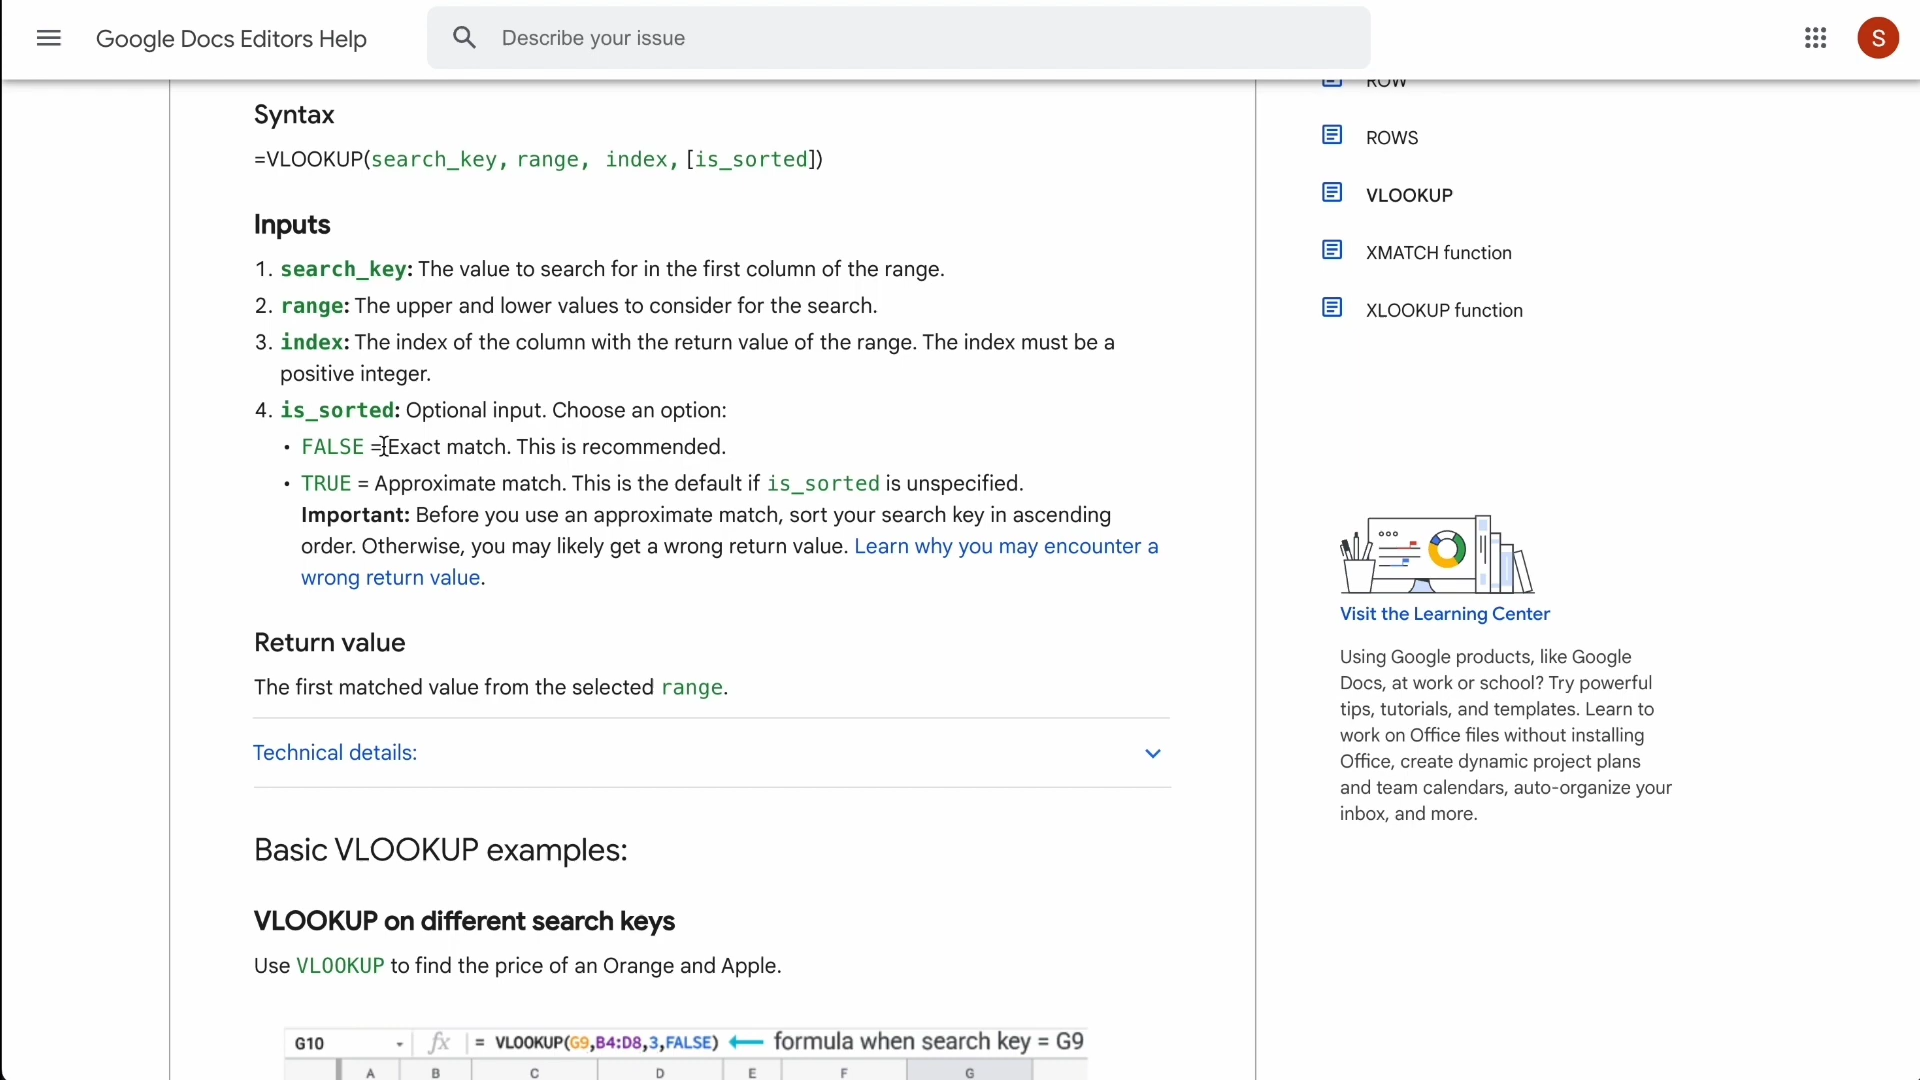 Google Docs Editors Help
Describe your issue
S
Syntax
=VLOOKUP(search_key, range, index, [is_sorted])
Inputs
1. search_key: The value to search for in the first column of the range.
2. range: The upper and lower values to consider for the search.
3. index: The index of the column with the return value of the range. The index must be a
positive integer.
4. is_sorted: Optional input. Choose an option:
• FALSE = Exact match. This is recommended.
• TRUE = Approximate match. This is the default if is_sorted is unspecified.
Important: Before you use an approximate match, sort your search key in ascending
order. Otherwise, you may likely get a wrong return value. Learn why you may encounter a
wrong return value.
Return value
The first matched value from the selected range.
Technical details:
Basic VLOOKUP examples:
VLOOKUP on different search keys
Use VLOOKUP to find the price of an Orange and Apple.
G10 fx = VLOOKUP(G9,B4:D8,3,FALSE) formula when search key = G9
A B C D E F G
ROW
ROWS
VLOOKUP
XMATCH function
XLOOKUP function
Visit the Learning Center
Using Google products, like Google
Docs, at work or school? Try powerful
tips, tutorials, and templates. Learn to
work on Office files without installing
Office, create dynamic project plans
and team calendars, auto-organize your
inbox, and more.